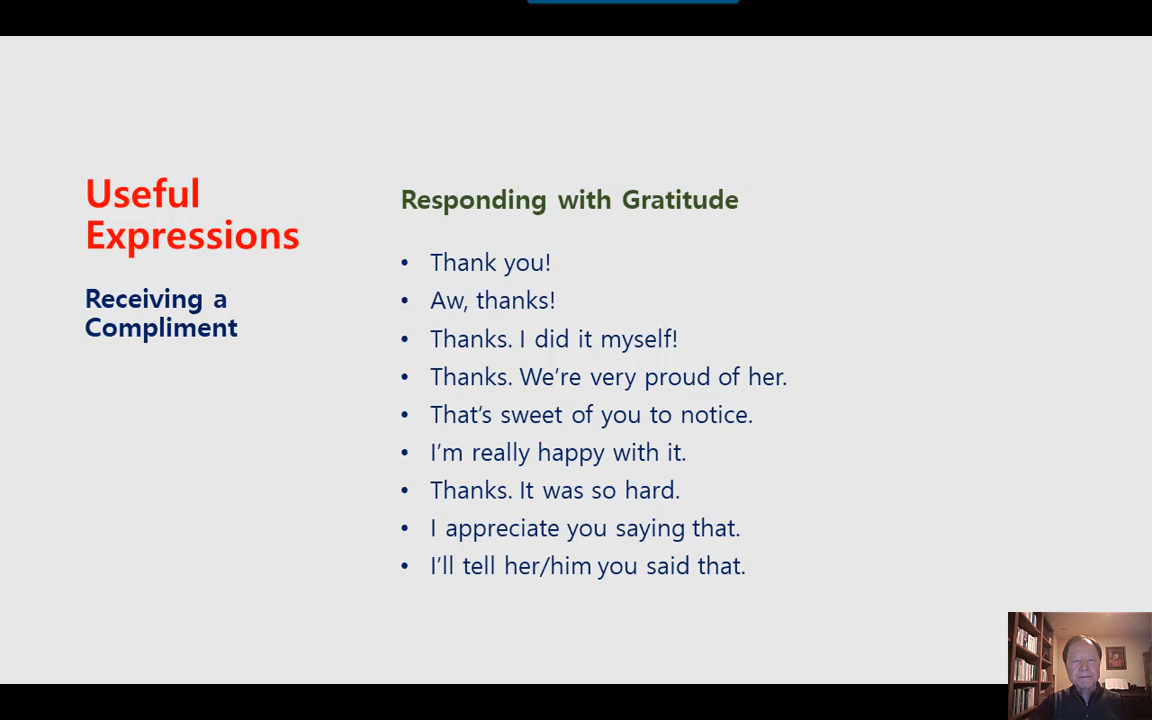 Useful
Expressions
Receiving a
Compliment
Responding with Gratitude
• Thank you!
• Aw, thanks!
• Thanks. I did it myself!
• Thanks. We’re very proud of her.
• That’s sweet of you to notice.
• I’m really happy with it.
• Thanks. It was so hard.
• I appreciate you saying that.
• I’ll tell her/him you said that.